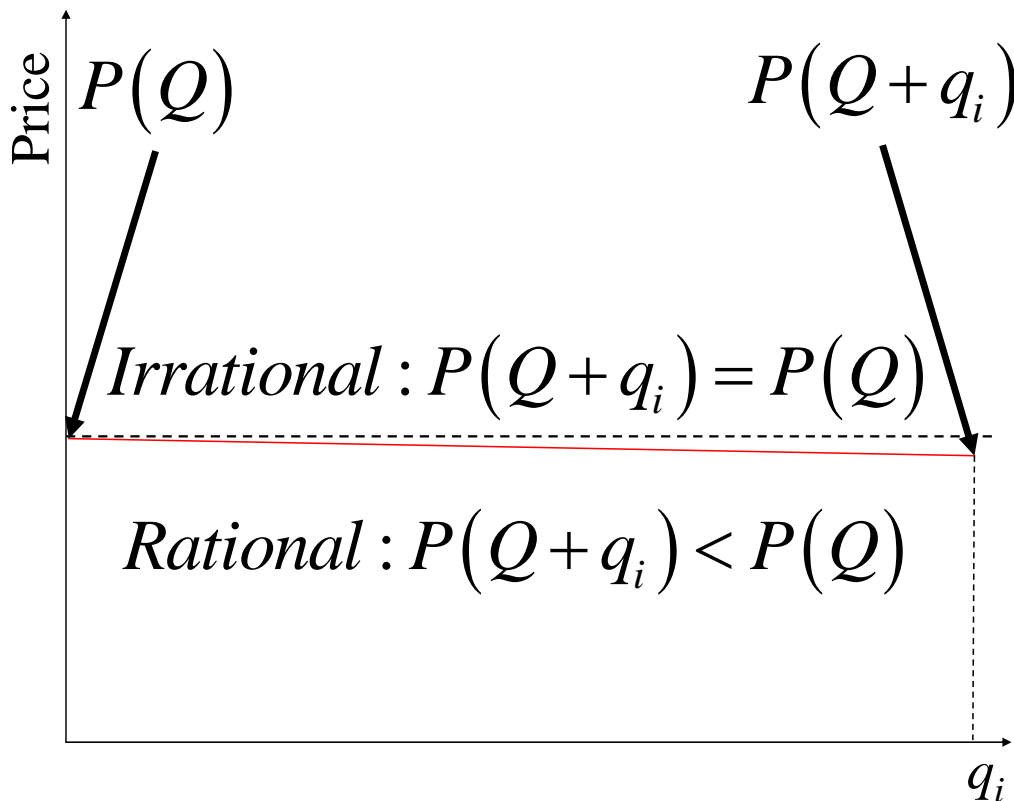 Price
P(Q)
P(Q + q_i)
Irrational : P(Q + q_i) = P(Q)
Rational : P(Q + q_i) < P(Q)
q_i